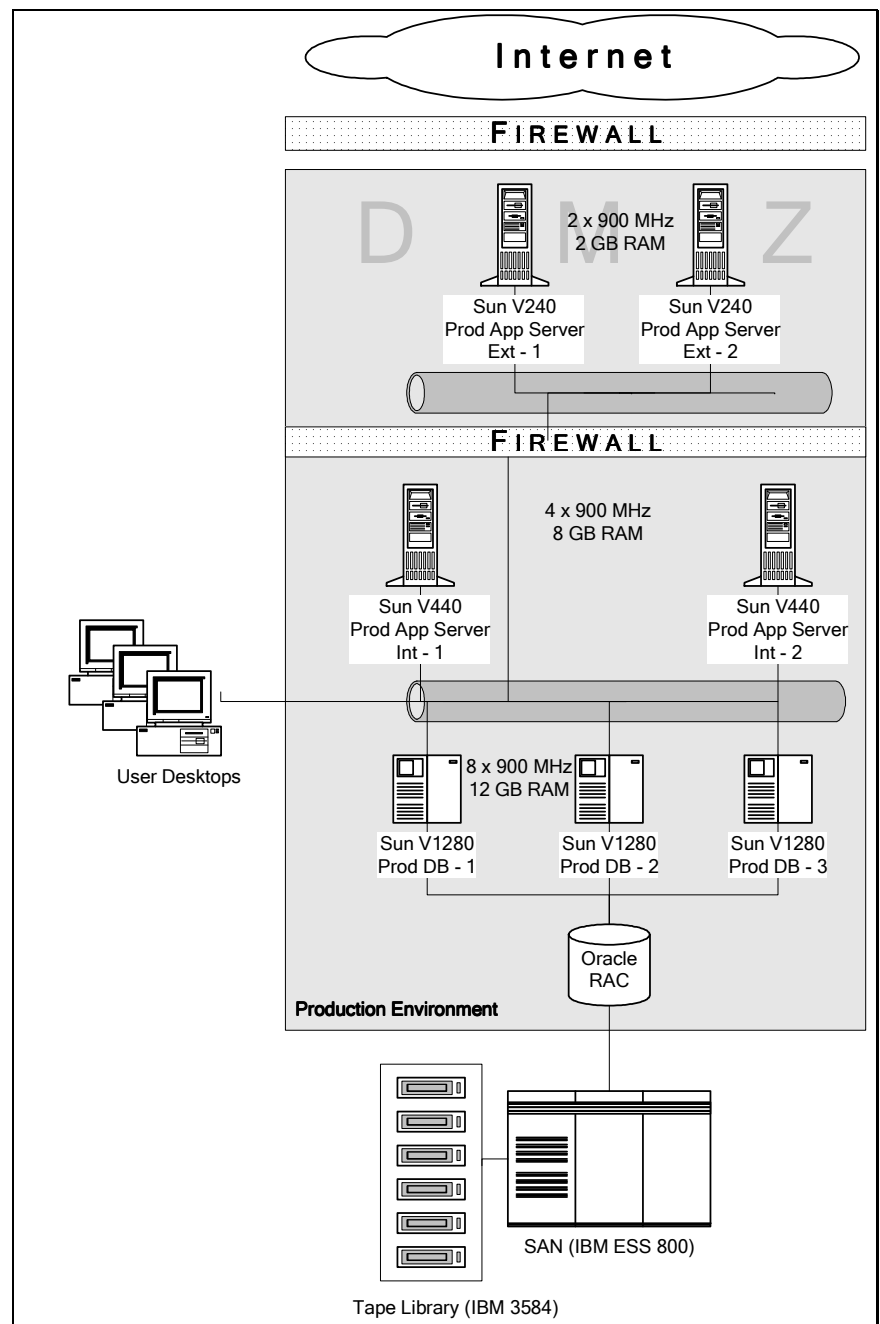 Internet
FIREWALL
D M Z
2 x 900 MHz
2 GB RAM
Sun V240
Prod App Server
Ext - 1
Sun V240
Prod App Server
Ext - 2
FIREWALL
4 x 900 MHz
8 GB RAM
Sun V440
Prod App Server
Int - 1
Sun V440
Prod App Server
Int - 2
User Desktops
8 x 900 MHz
12 GB RAM
Sun V1280
Prod DB - 1
Sun V1280
Prod DB - 2
Sun V1280
Prod DB - 3
Oracle
RAC
Production Environment
SAN (IBM ESS 800)
Tape Library (IBM 3584)